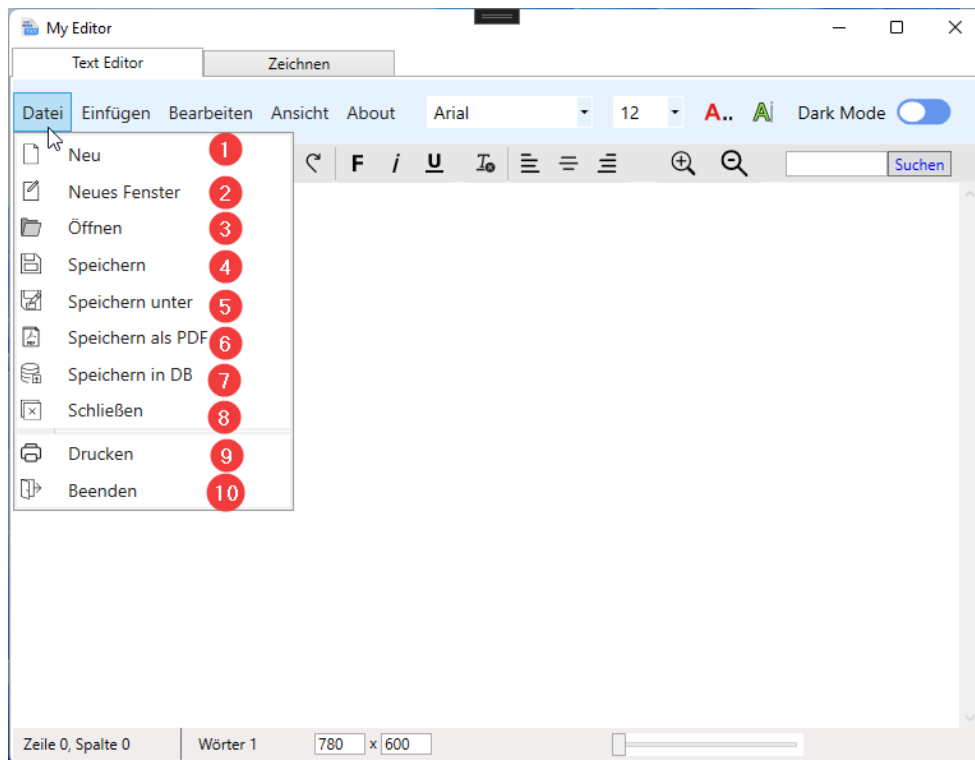 My Editor
Text Editor Zeichnen
Datei Einfügen Bearbeiten Ansicht About Arial 12 A.. A Dark Mode
F i U T Suchen
Neu 1
Neues Fenster 2
Öffnen 3
Speichern 4
Speichern unter 5
Speichern als PDF 6
Speichern in DB 7
Schließen 8
Drucken 9
Beenden 10
Zeile 0, Spalte 0 Wörter 1 780 x 600